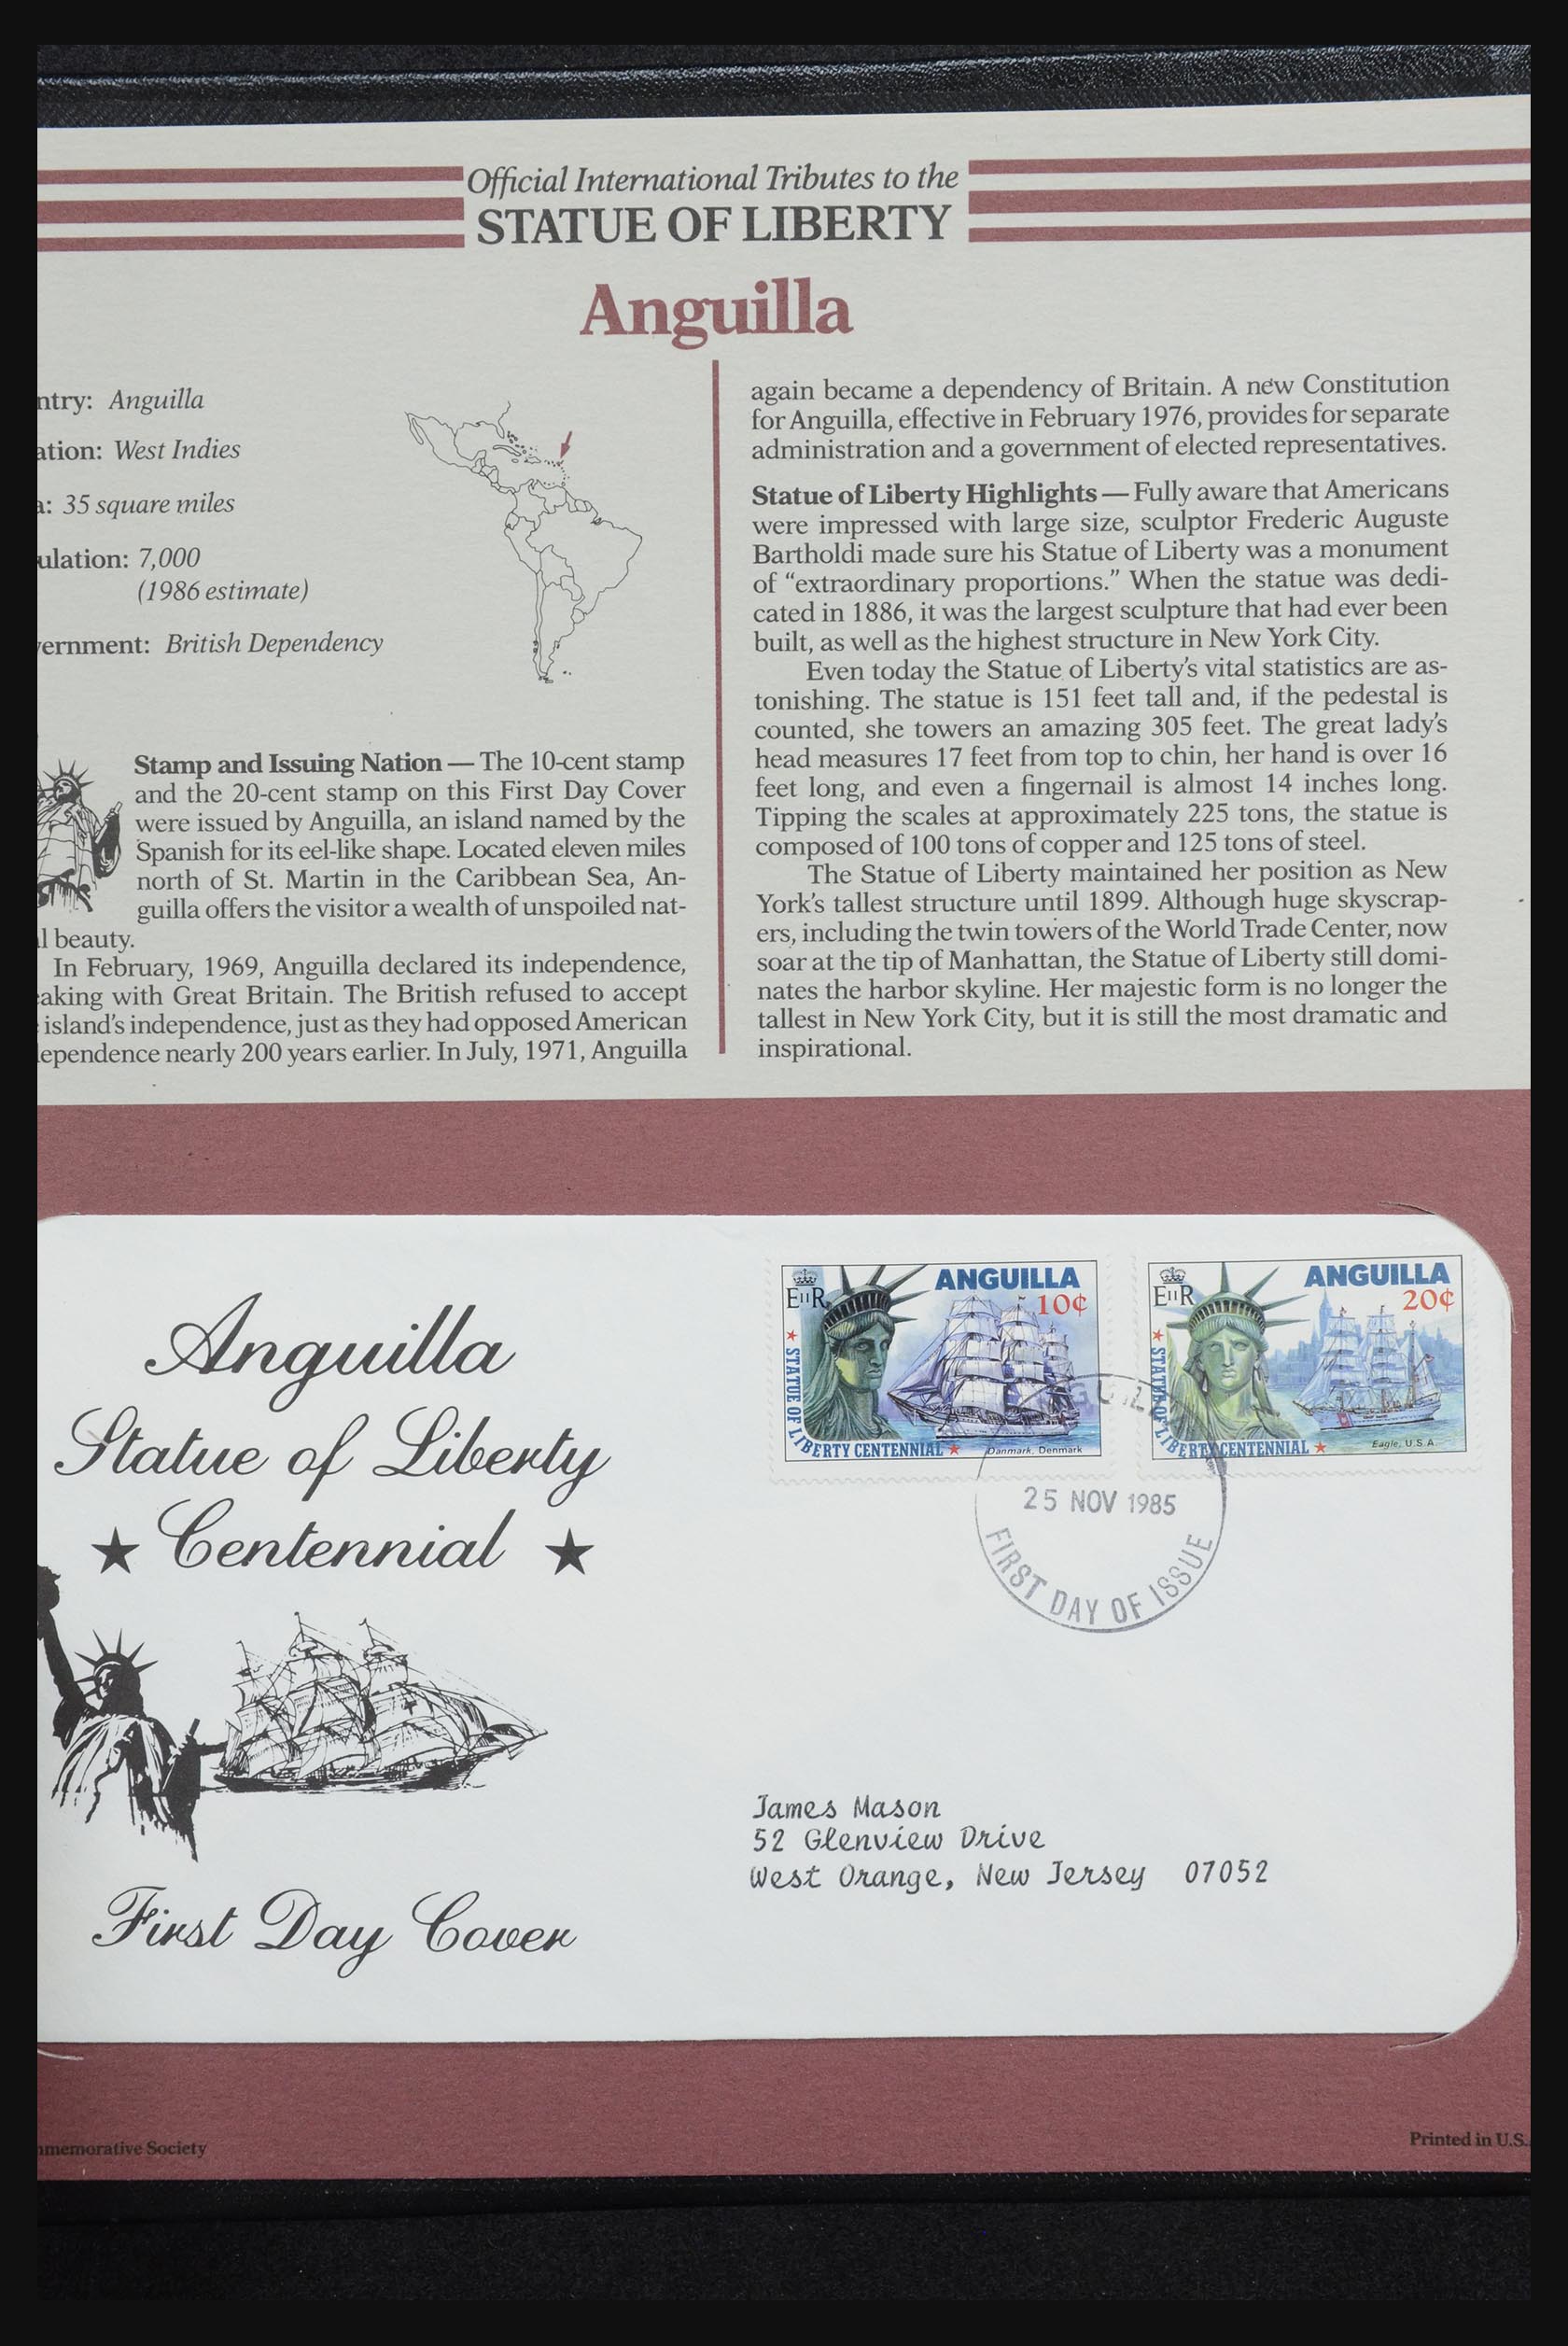 Official International Tributes to the
STATUE OF LIBERTY
Anguilla
ntry: Anguilla
ation: West Indies
a: 35 square miles
ulation: 7,000
(1986 estimate)
ernment: British Dependency
Stamp and Issuing Nation — The 10-cent stamp
and the 20-cent stamp on this First Day Cover
were issued by Anguilla, an island named by the
Spanish for its eel-like shape. Located eleven miles
north of St. Martin in the Caribbean Sea, An-
guilla offers the visitor a wealth of unspoiled nat-
l beauty.
In February, 1969, Anguilla declared its independence,
aking with Great Britain. The British refused to accept
island's independence, just as they had opposed American
ependence nearly 200 years earlier. In July, 1971, Anguilla
again became a dependency of Britain. A new Constitution
for Anguilla, effective in February 1976, provides for separate
administration and a government of elected representatives.
Statue of Liberty Highlights — Fully aware that Americans
were impressed with large size, sculptor Frederic Auguste
Bartholdi made sure his Statue of Liberty was a monument
of “extraordinary proportions.” When the statue was dedi-
cated in 1886, it was the largest sculpture that had ever been
built, as well as the highest structure in New York City.
Even today the Statue of Liberty's vital statistics are as-
tonishing. The statue is 151 feet tall and, if the pedestal is
counted, she towers an amazing 305 feet. The great lady's
head measures 17 feet from top to chin, her hand is over 16
feet long, and even a fingernail is almost 14 inches long.
Tipping the scales at approximately 225 tons, the statue is
composed of 100 tons of copper and 125 tons of steel.
The Statue of Liberty maintained her position as New
York's tallest structure until 1899. Although huge skyscrap-
ers, including the twin towers of the World Trade Center, now
soar at the tip of Manhattan, the Statue of Liberty still domi-
nates the harbor skyline. Her majestic form is no longer the
tallest in New York City, but it is still the most dramatic and
inspirational.
Anguilla
Statue of Liberty
★ Centennial ★
First Day Cover
EIIR
ANGUILLA
10¢
★ STATUE OF LIBERTY CENTENNIAL ★
Danmark, Denmark
EIIR
ANGUILLA
20¢
★ STATUE OF LIBERTY CENTENNIAL ★
Eagle, U.S.A.
ANGUILLA
25 NOV 1985
FIRST DAY OF ISSUE
James Mason
52 Glenview Drive
West Orange, New Jersey 07052
mmemorative Society
Printed in U.S.